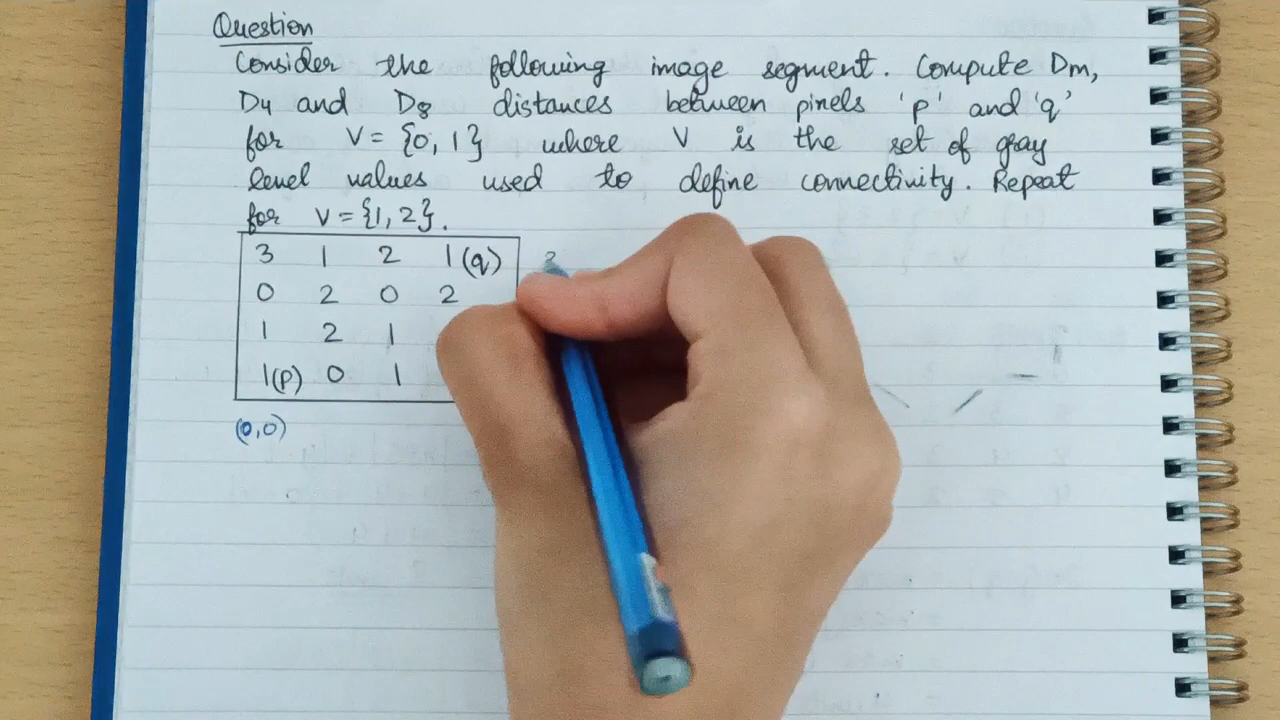 Question
Consider the following image segment. Compute Dm,
D4 and D8 distances between pixels 'p' and 'q'
for V = {0, 1} where V is the set of gray
level values used to define connectivity. Repeat
for V = {1, 2}.
3 1 2 1(q)
0 2 0 2
1 2 1
1(p) 0 1
(0,0)